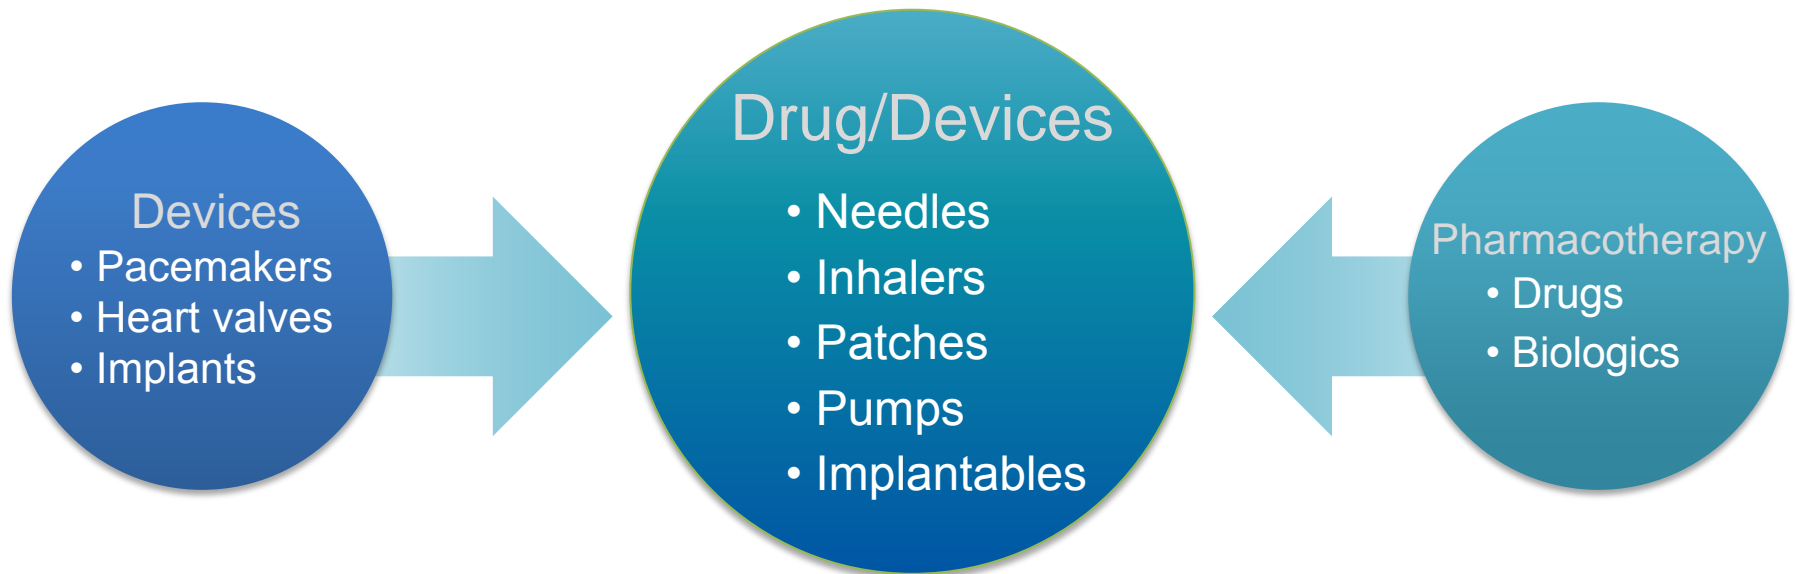 Devices
• Pacemakers
• Heart valves
• Implants
Drug/Devices
• Needles
• Inhalers
• Patches
• Pumps
• Implantables
Pharmacotherapy
• Drugs
• Biologics